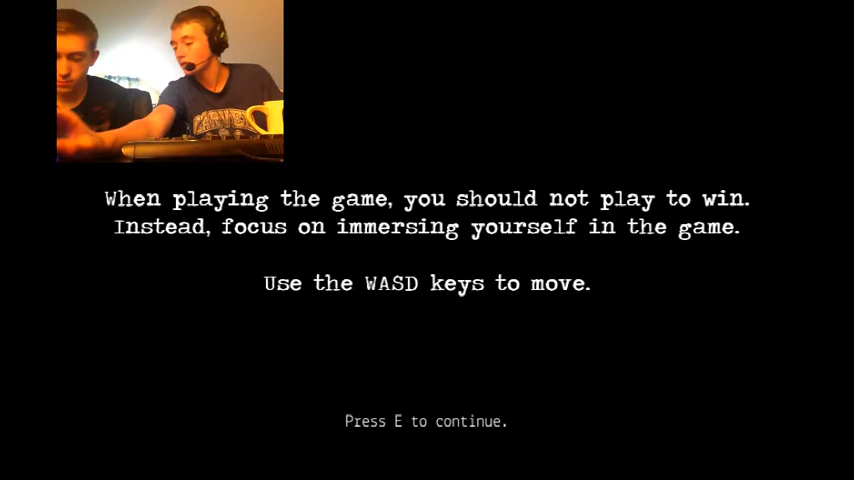 CARVE
When playing the game, you should not play to win.
Instead, focus on immersing yourself in the game.
Use the WASD keys to move.
Press E to continue.